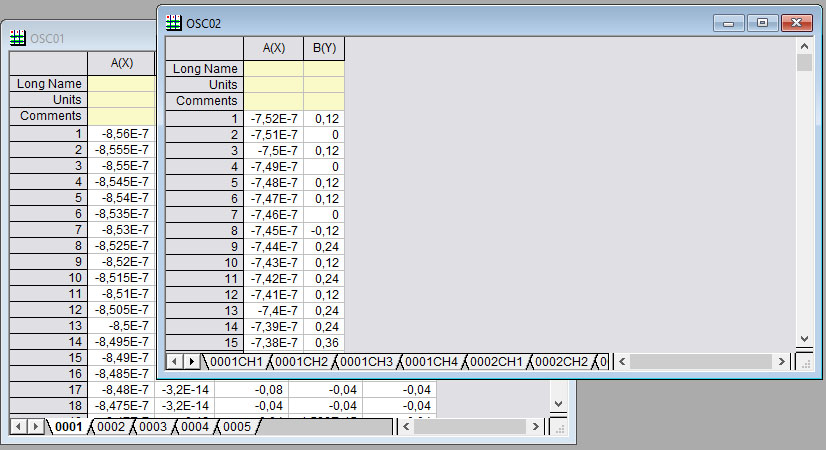 OSC01
A(X)
Long Name
Units
Comments
1 -8,56E-7
2 -8,555E-7
3 -8,55E-7
4 -8,545E-7
5 -8,54E-7
6 -8,535E-7
7 -8,53E-7
8 -8,525E-7
9 -8,52E-7
10 -8,515E-7
11 -8,51E-7
12 -8,505E-7
13 -8,5E-7
14 -8,495E-7
15 -8,49E-7
16 -8,485E-7
17 -8,48E-7 -3,2E-14 -0,08 -0,04 -0,04
18 -8,475E-7 -3,2E-14 -0,04 -0,04 -0,04
0001 0002 0003 0004 0005
OSC02
A(X) B(Y)
Long Name
Units
Comments
1 -7,52E-7 0,12
2 -7,51E-7 0
3 -7,5E-7 0,12
4 -7,49E-7 0
5 -7,48E-7 0,12
6 -7,47E-7 0,12
7 -7,46E-7 0
8 -7,45E-7 -0,12
9 -7,44E-7 0,24
10 -7,43E-7 0,12
11 -7,42E-7 0,24
12 -7,41E-7 0,12
13 -7,4E-7 0,24
14 -7,39E-7 0,24
15 -7,38E-7 0,36
0001CH1 0001CH2 0001CH3 0001CH4 0002CH1 0002CH2 0